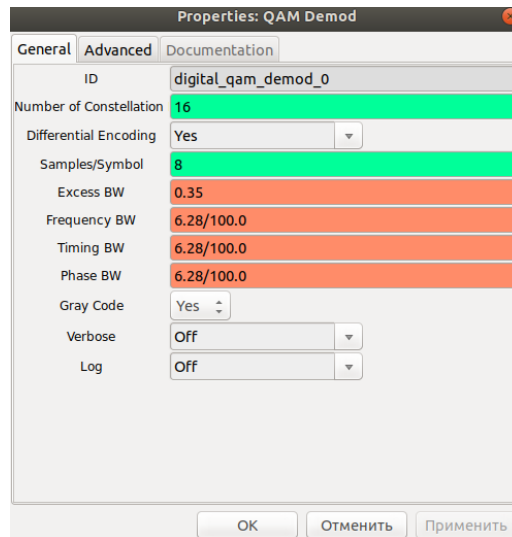 Properties: QAM Demod
General Advanced Documentation
ID digital_qam_demod_0
Number of Constellation 16
Differential Encoding Yes
Samples/Symbol 8
Excess BW 0.35
Frequency BW 6.28/100.0
Timing BW 6.28/100.0
Phase BW 6.28/100.0
Gray Code Yes
Verbose Off
Log Off
OK Отменить Применить